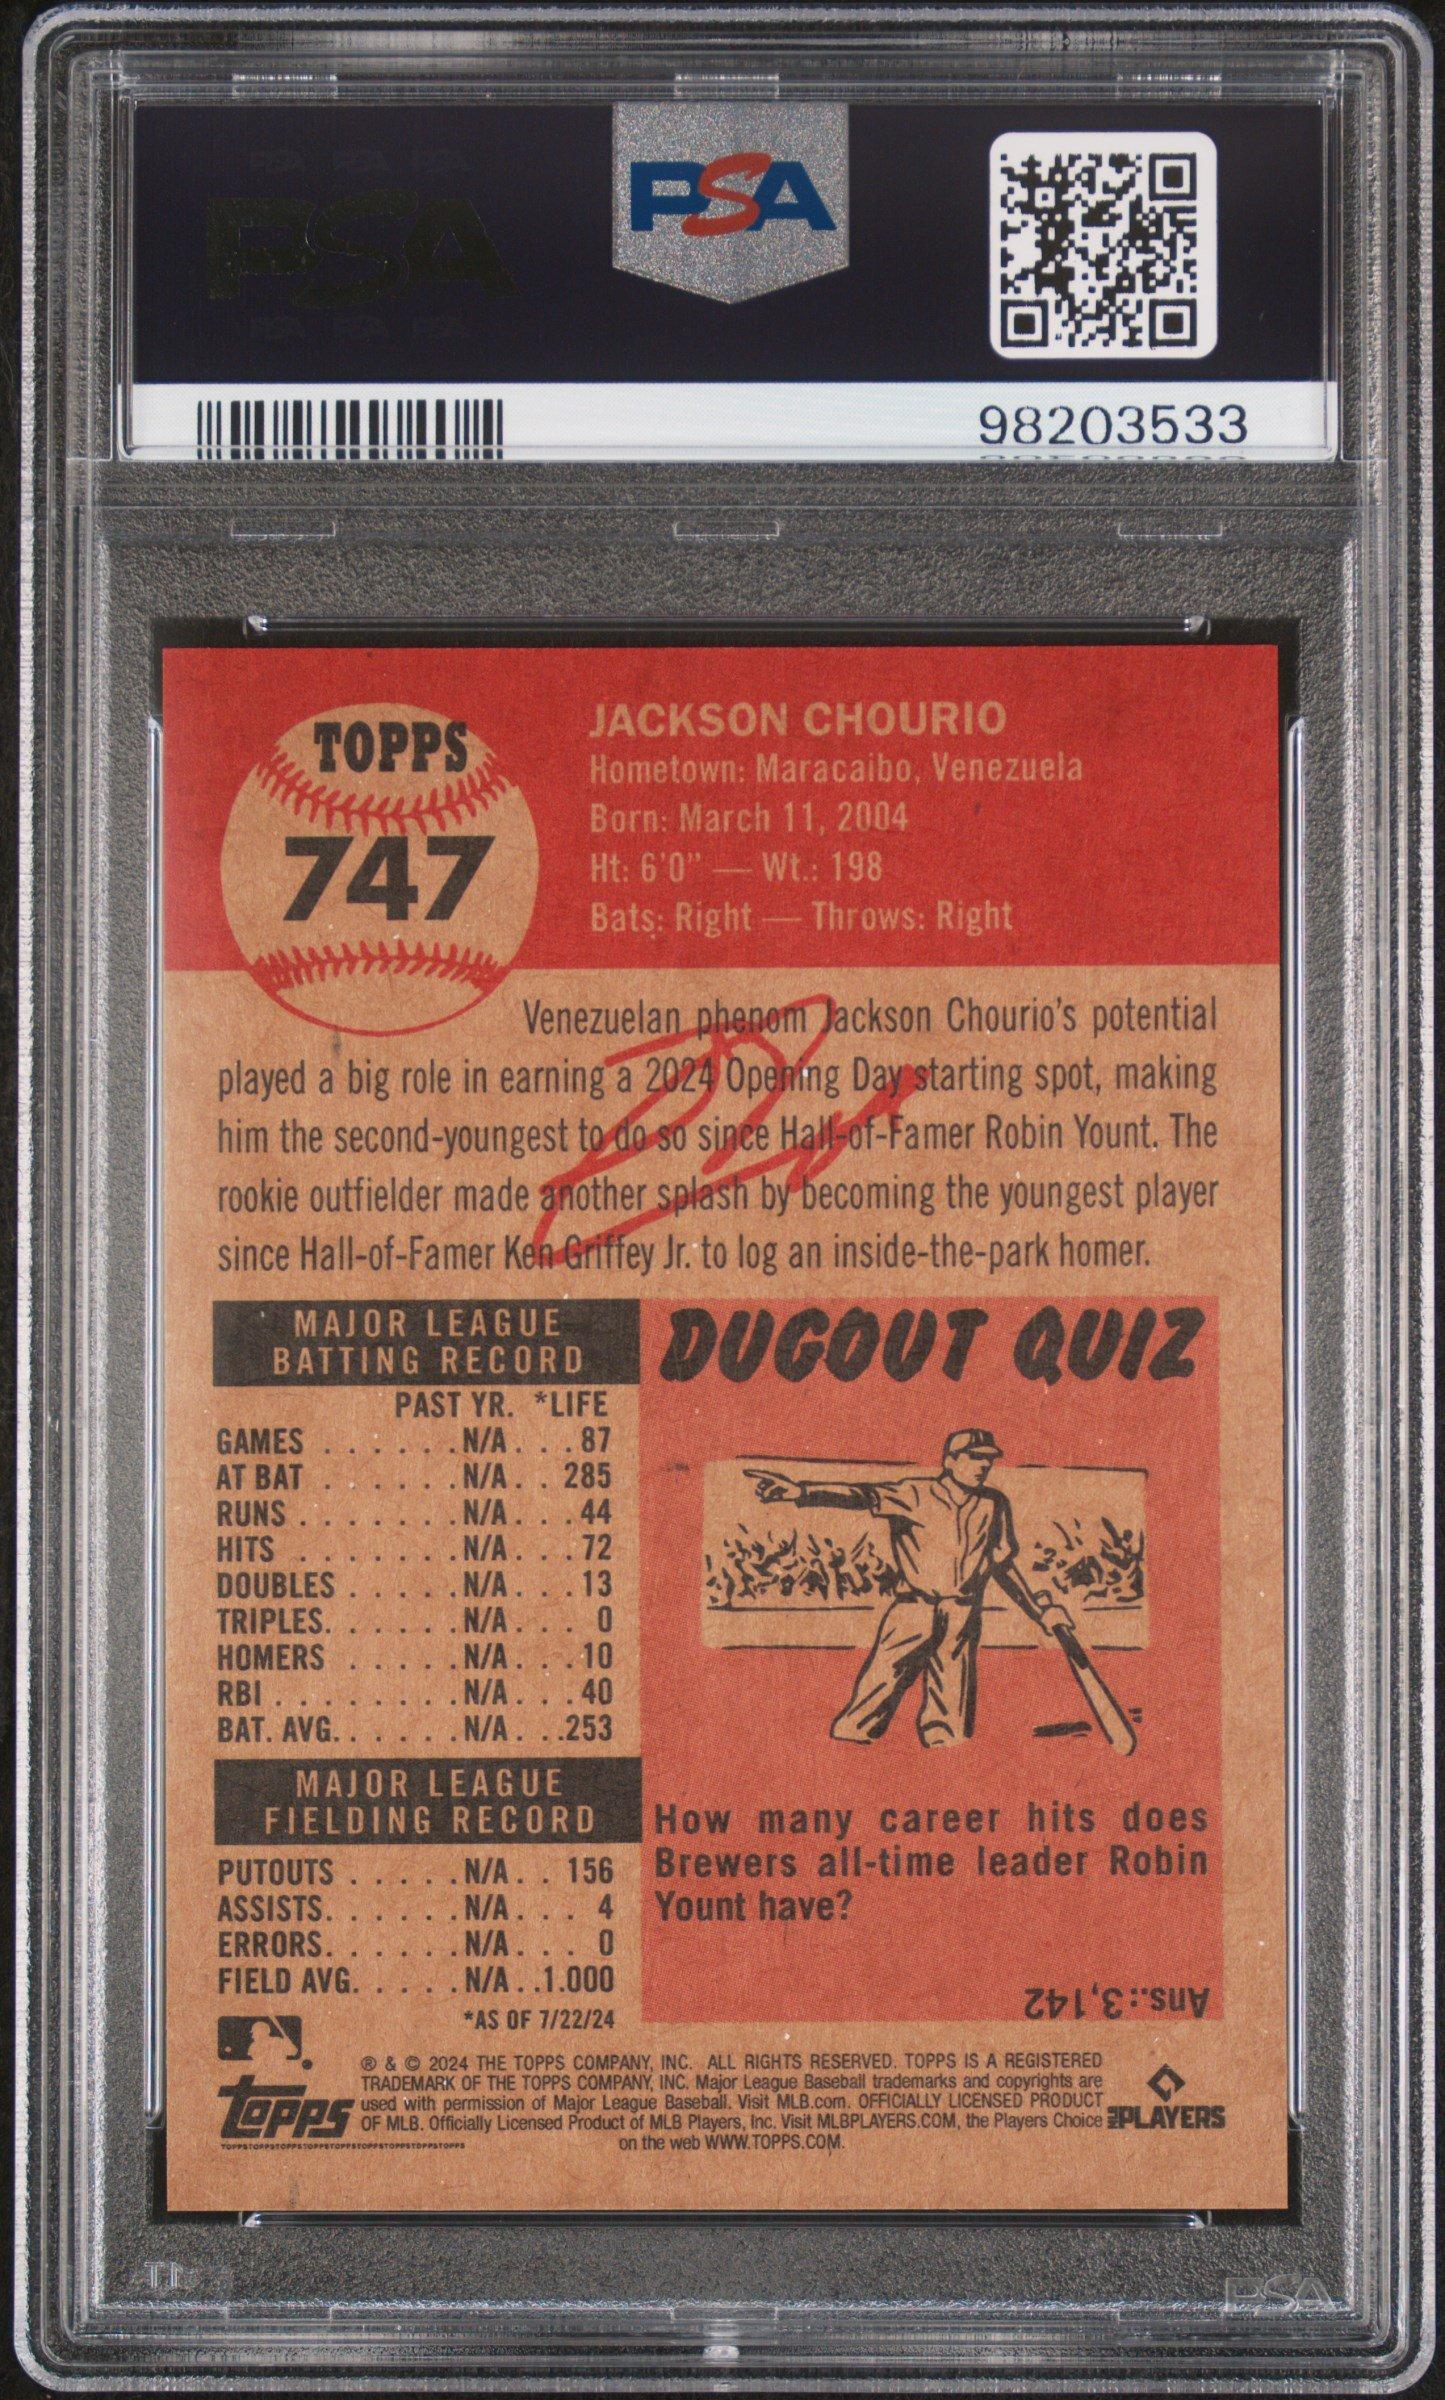 PSA
PSA
98203533
TOPPS
747
JACKSON CHOURIO
Hometown: Maracaibo, Venezuela
Born: March 11, 2004
Ht: 6'0" — Wt.: 198
Bats: Right — Throws: Right
Venezuelan phenom Jackson Chourio's potential
played a big role in earning a 2024 Opening Day starting spot, making
him the second-youngest to do so since Hall-of-Famer Robin Yount. The
rookie outfielder made another splash by becoming the youngest player
since Hall-of-Famer Ken Griffey Jr. to log an inside-the-park homer.
MAJOR LEAGUE
BATTING RECORD
PAST YR. *LIFE
GAMES . . . . . . N/A . . . 87
AT BAT . . . . . . N/A . . 285
RUNS . . . . . . . N/A . . . 44
HITS . . . . . . . N/A . . . 72
DOUBLES . . . . . N/A . . . 13
TRIPLES. . . . . . N/A . . . 0
HOMERS . . . . . N/A . . . 10
RBI . . . . . . . . N/A . . . 40
BAT. AVG. . . . . . N/A . . .253
MAJOR LEAGUE
FIELDING RECORD
PUTOUTS . . . . . N/A . . 156
ASSISTS. . . . . . N/A . . . 4
ERRORS. . . . . . N/A . . . 0
FIELD AVG. . . . . N/A . .1.000
*AS OF 7/22/24
DUGOUT QUIZ
How many career hits does
Brewers all-time leader Robin
Yount have?
Ans.:3,142
® & © 2024 THE TOPPS COMPANY, INC. ALL RIGHTS RESERVED. TOPPS IS A REGISTERED
TRADEMARK OF THE TOPPS COMPANY, INC. Major League Baseball trademarks and copyrights are
used with permission of Major League Baseball. Visit MLB.com. OFFICIALLY LICENSED PRODUCT
OF MLB. Officially Licensed Product of MLB Players, Inc. Visit MLBPLAYERS.COM, the Players Choice
on the web WWW.TOPPS.COM.
topps
TOPPSTOPPSTOPPSTOPPSTOPPSTOPPSTOPPSTOPPSTOPPS
MLB PLAYERS
PSA